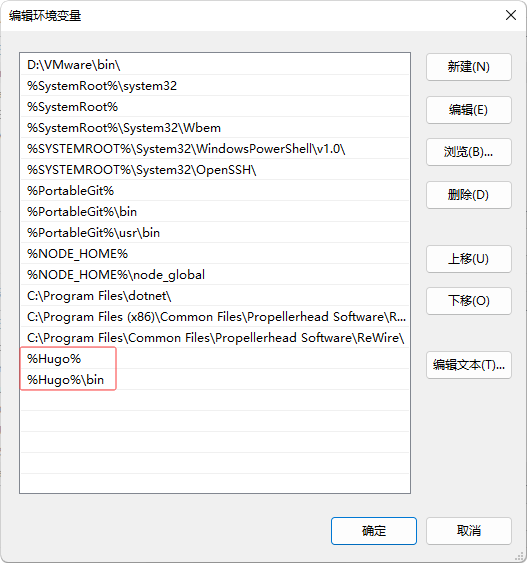 编辑环境变量
D:\VMware\bin\
%SystemRoot%\system32
%SystemRoot%
%SystemRoot%\System32\Wbem
%SYSTEMROOT%\System32\WindowsPowerShell\v1.0\
%SYSTEMROOT%\System32\OpenSSH\
%PortableGit%
%PortableGit%\bin
%PortableGit%\usr\bin
%NODE_HOME%
%NODE_HOME%\node_global
C:\Program Files\dotnet\
C:\Program Files (x86)\Common Files\Propellerhead Software\R...
C:\Program Files\Common Files\Propellerhead Software\ReWire\
%Hugo%
%Hugo%\bin
新建(N)
编辑(E)
浏览(B)...
删除(D)
上移(U)
下移(O)
编辑文本(T)...
确定
取消